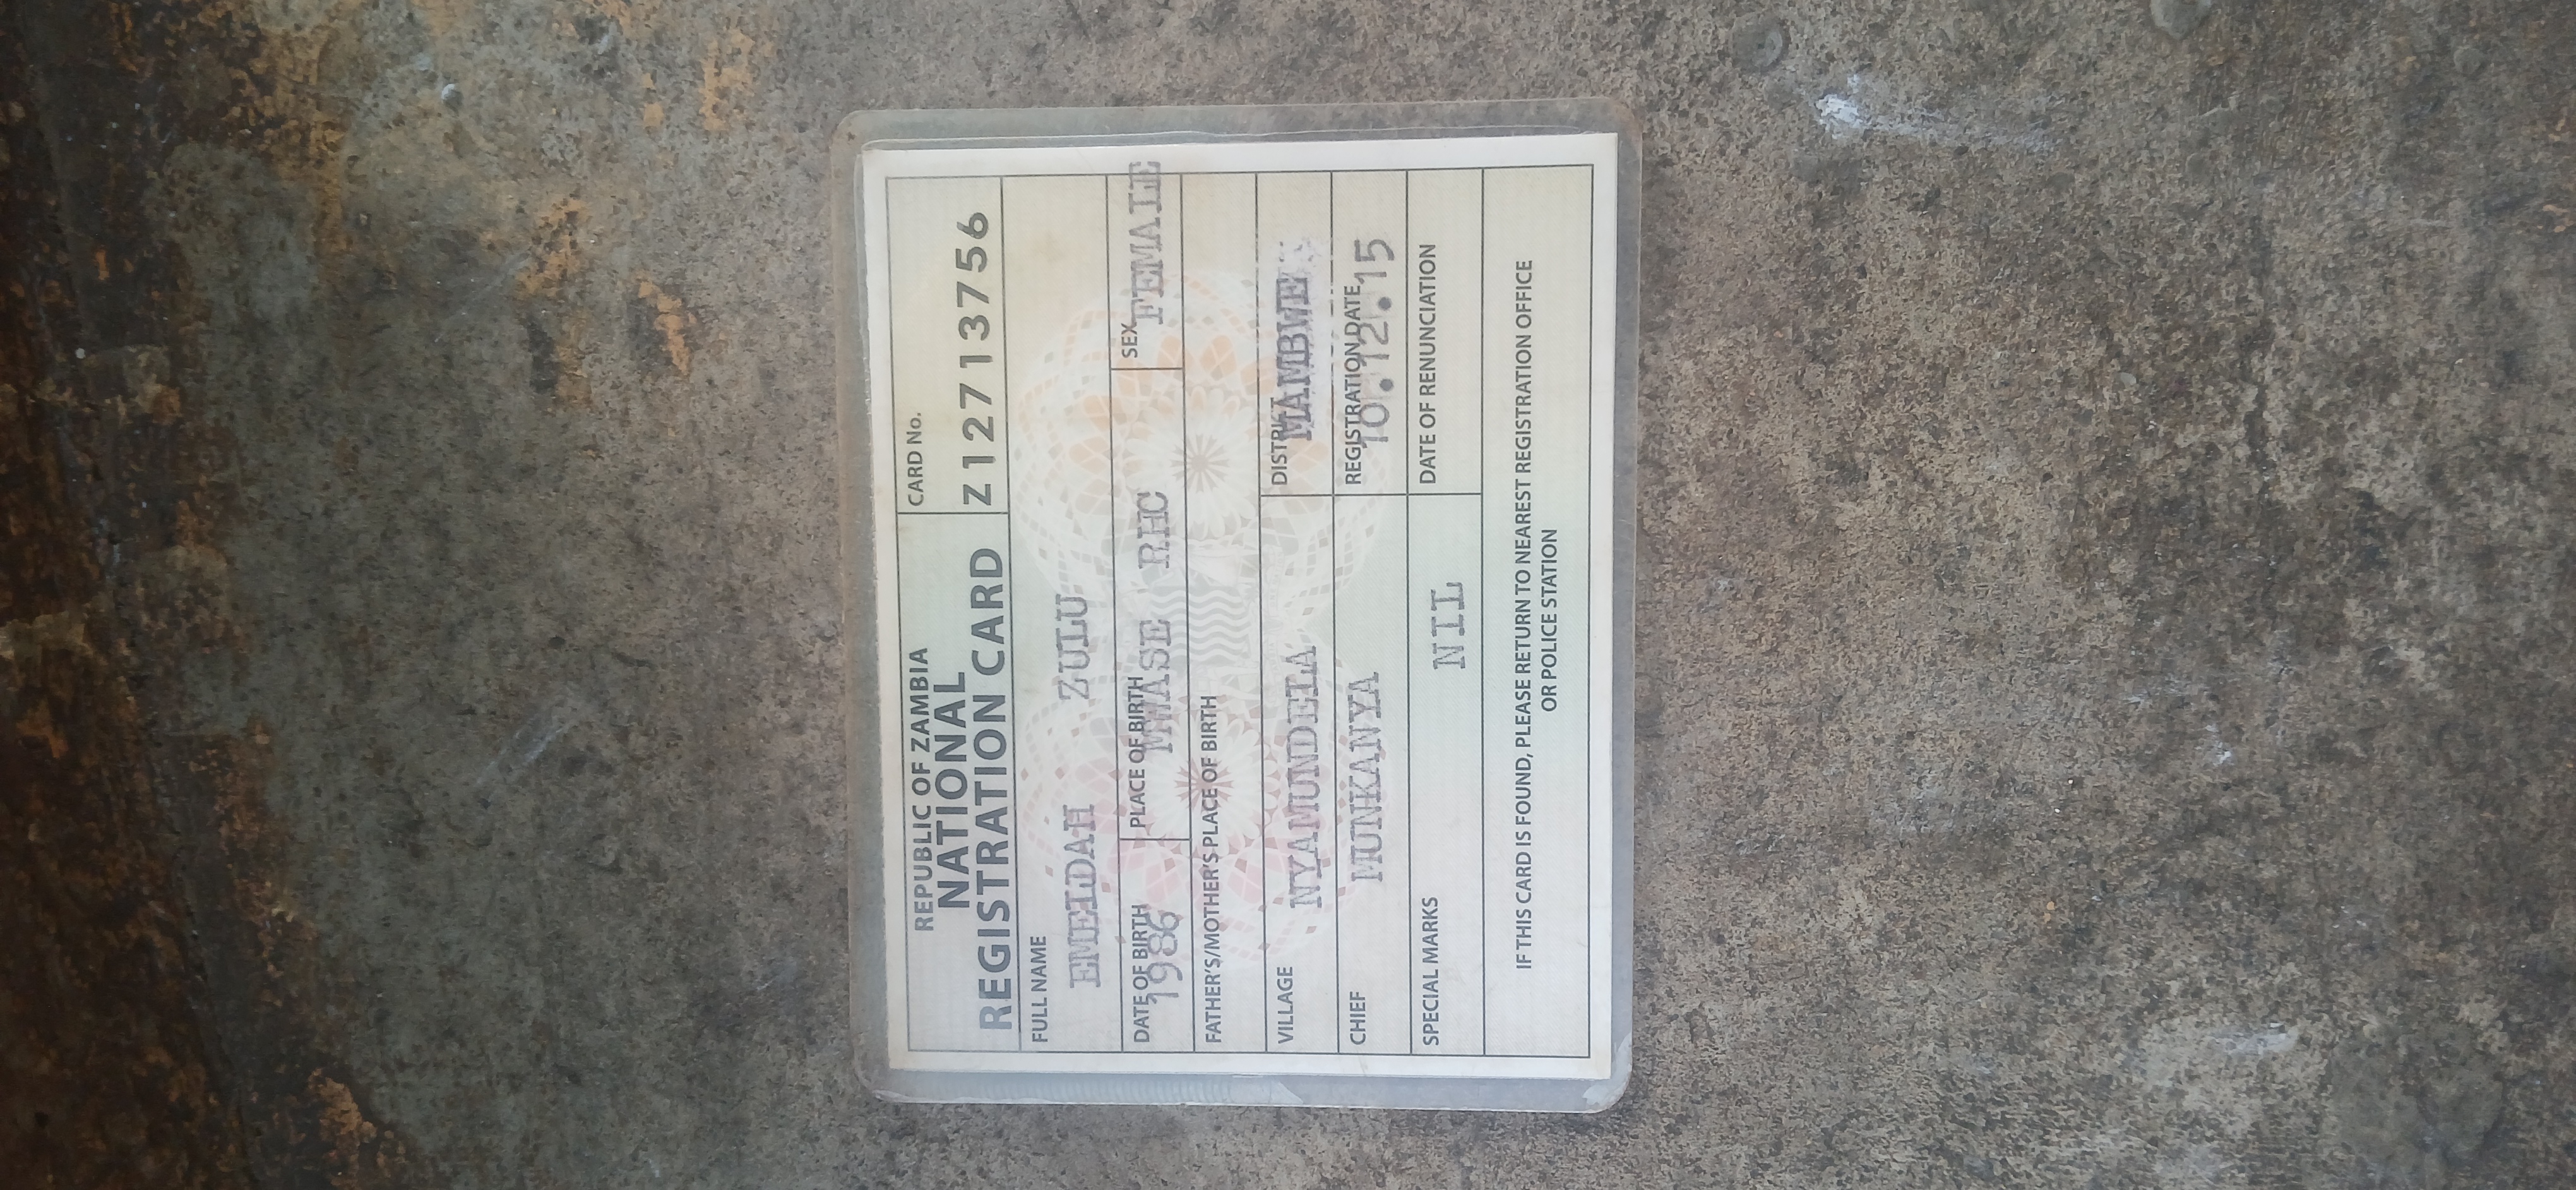 REPUBLIC OF ZAMBIA
NATIONAL
REGISTRATION CARD
CARD No.
Z12713756
FULL NAME
EMELDAH ZULU
DATE OF BIRTH
1986
PLACE OF BIRTH
MWASE RHC
SEX
FEMALE
FATHER'S/MOTHER'S PLACE OF BIRTH
VILLAGE
NYAMUNDELA
DISTRICT
MAMBWE
CHIEF
MUNKANYA
REGISTRATION DATE
10.12.15
SPECIAL MARKS
NIL
DATE OF RENUNCIATION
IF THIS CARD IS FOUND, PLEASE RETURN TO NEAREST REGISTRATION OFFICE
OR POLICE STATION